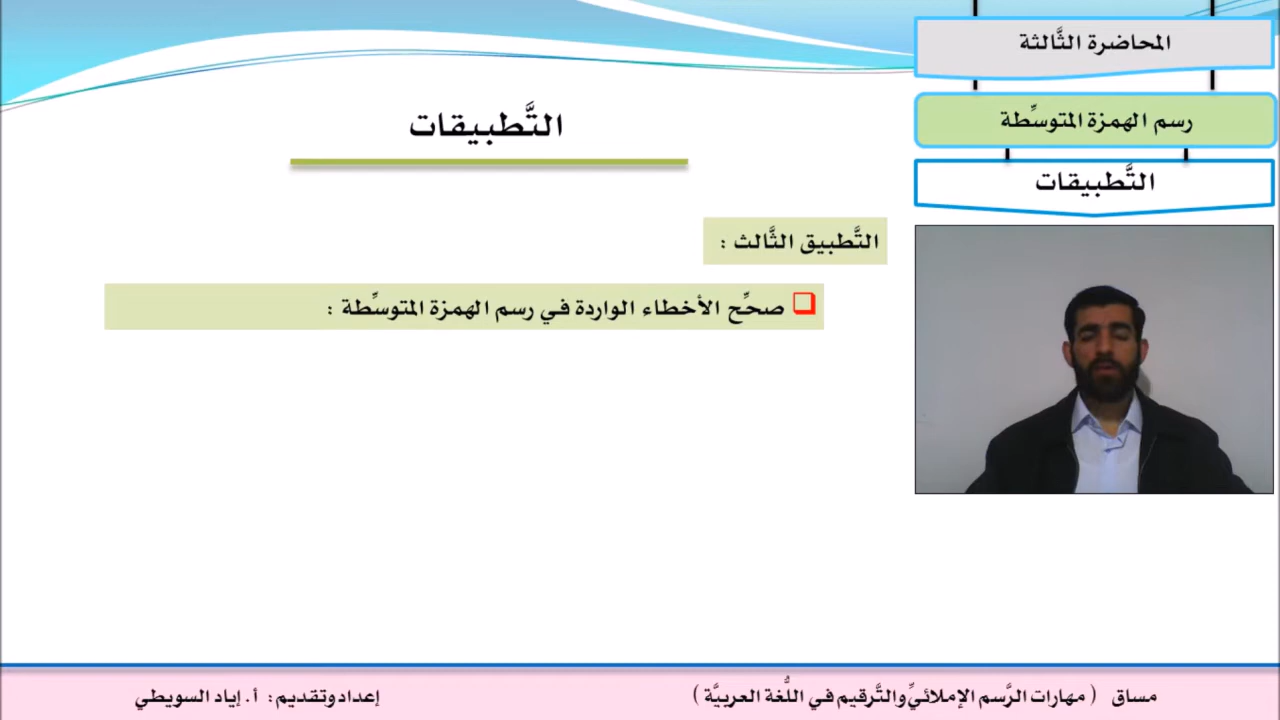 المحاضرة الثَّالثة
رسم الهمزة المتوسِّطة
التَّطبيقات
التَّطبيقات
التَّطبيق الثَّالث :
صحِّح الأخطاء الواردة في رسم الهمزة المتوسِّطة :
مساق ( مهارات الرَّسم الإملائيِّ والتَّرقيم في اللُّغة العربيَّة )
إعداد وتقديم: أ. إياد السويطي